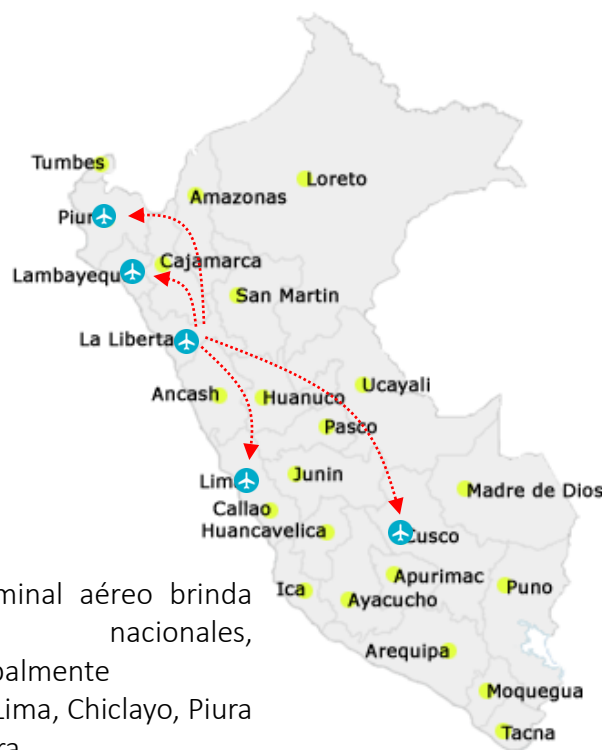 Tumbes
Loreto
Amazonas
Piur
Cajamarca
Lambayequ
San Martin
La Liberta
Ucayali
Ancash
Huanuco
Pasco
Junin
Lim
Madre de Dios
Callao
Huancavelica
Cusco
Apurimac
Puno
Ica
Ayacucho
Arequipa
Moquegua
Tacna
minal aéreo brinda
nacionales,
palmente
Lima, Chiclayo, Piura